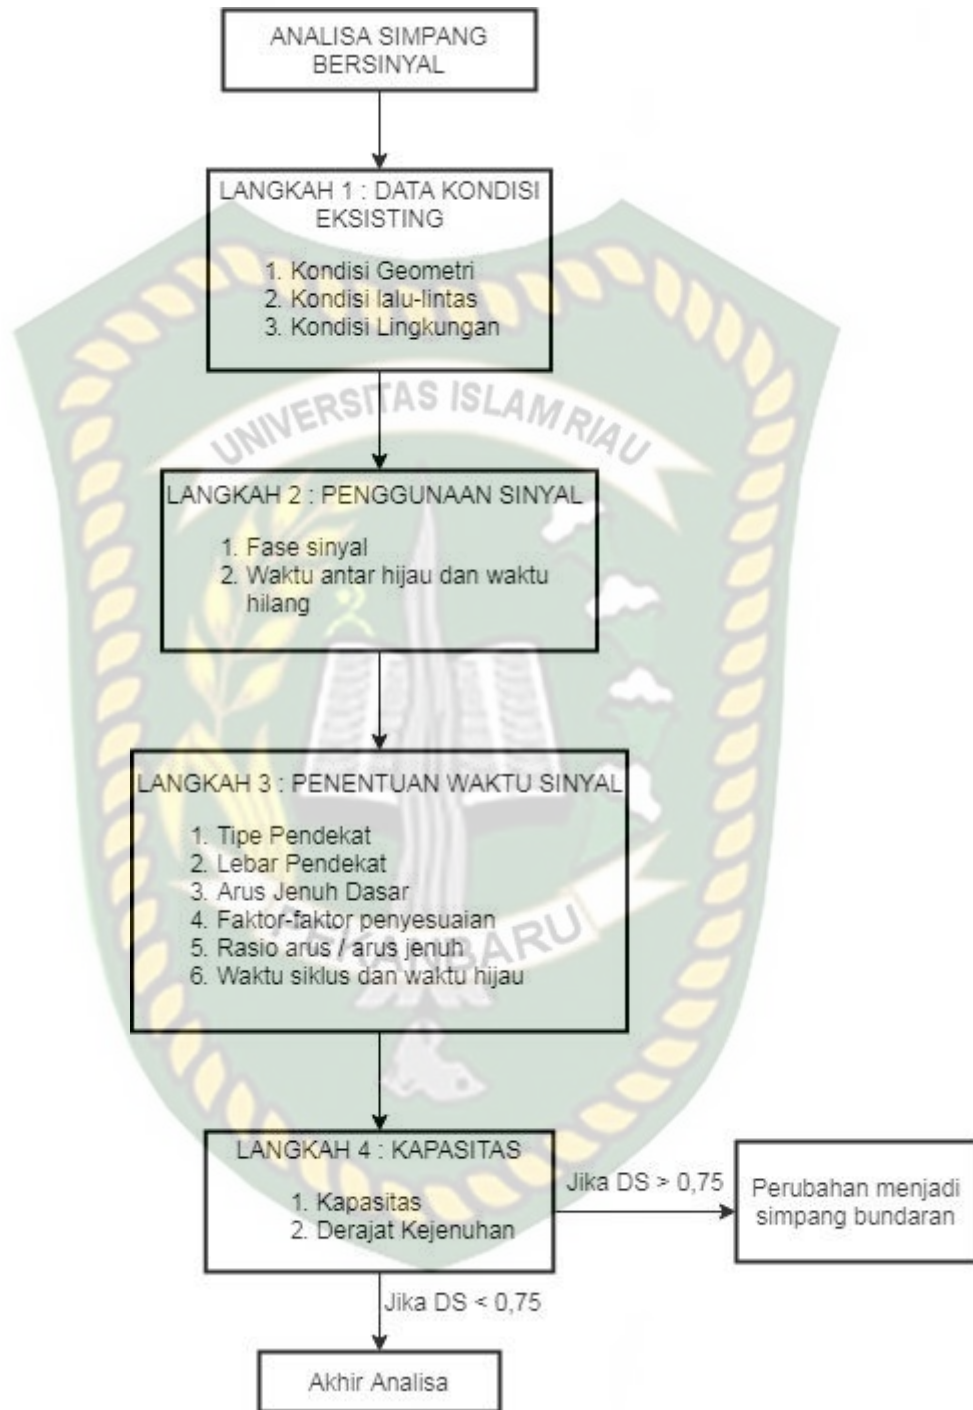 ANALISA SIMPANG
BERSINYAL
LANGKAH 1 : DATA KONDISI
EKSISTING
1. Kondisi Geometri
2. Kondisi lalu-lintas
3. Kondisi Lingkungan
UNIVERSITAS ISLAM RIAU
LANGKAH 2 : PENGGUNAAN SINYAL
1. Fase sinyal
2. Waktu antar hijau dan waktu
hilang
LANGKAH 3 : PENENTUAN WAKTU SINYAL
1. Tipe Pendekat
2. Lebar Pendekat
3. Arus Jenuh Dasar
4. Faktor-faktor penyesuaian
5. Rasio arus / arus jenuh
6. Waktu siklus dan waktu hijau
PEKANBARU
LANGKAH 4 : KAPASITAS
1. Kapasitas
2. Derajat Kejenuhan
Jika DS > 0,75
Perubahan menjadi
simpang bundaran
Jika DS < 0,75
Akhir Analisa